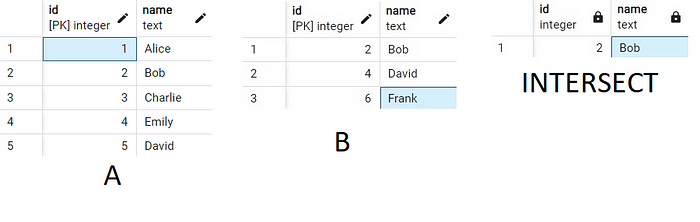 id
[PK] integer
name
text
1 1 Alice
2 2 Bob
3 3 Charlie
4 4 Emily
5 5 David
A
id
[PK] integer
name
text
1 2 Bob
2 4 David
3 6 Frank
B
id
integer
name
text
1 2 Bob
INTERSECT